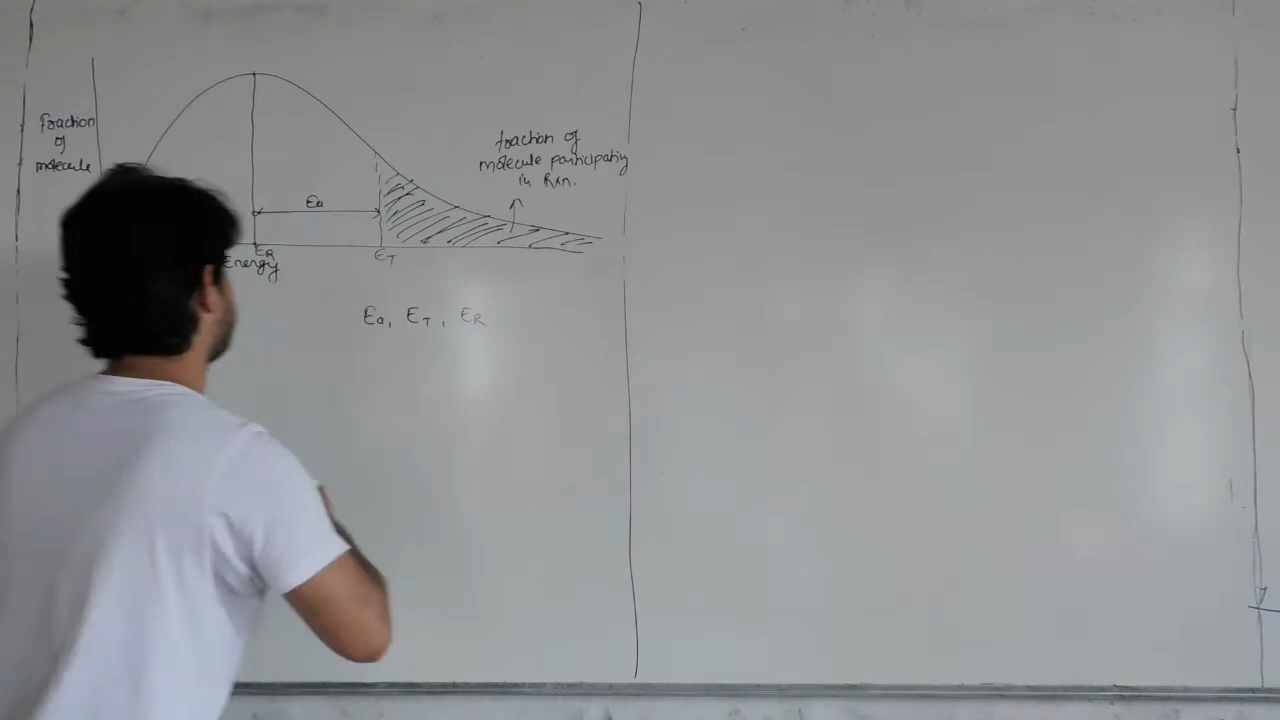 Fraction
of
molecule
fraction of
molecule participating
in Rxn.
Ea
ER
Energy
ET
Ea, ET, ER